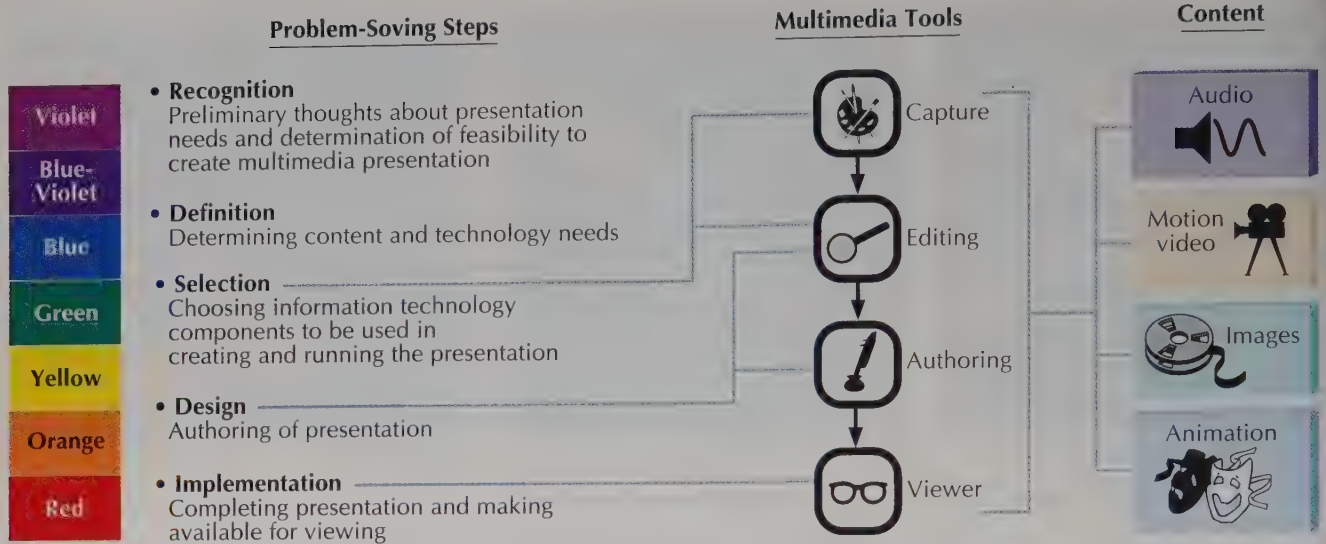 Problem-Soving Steps
Violet
Blue-
Violet
Blue
Green
Yellow
Orange
Red
• Recognition
Preliminary thoughts about presentation
needs and determination of feasibility to
create multimedia presentation
• Definition
Determining content and technology needs
• Selection
Choosing information technology
components to be used in
creating and running the presentation
• Design
Authoring of presentation
• Implementation
Completing presentation and making
available for viewing
Multimedia Tools
Capture
Editing
Authoring
Viewer
Content
Audio
Motion
video
Images
Animation